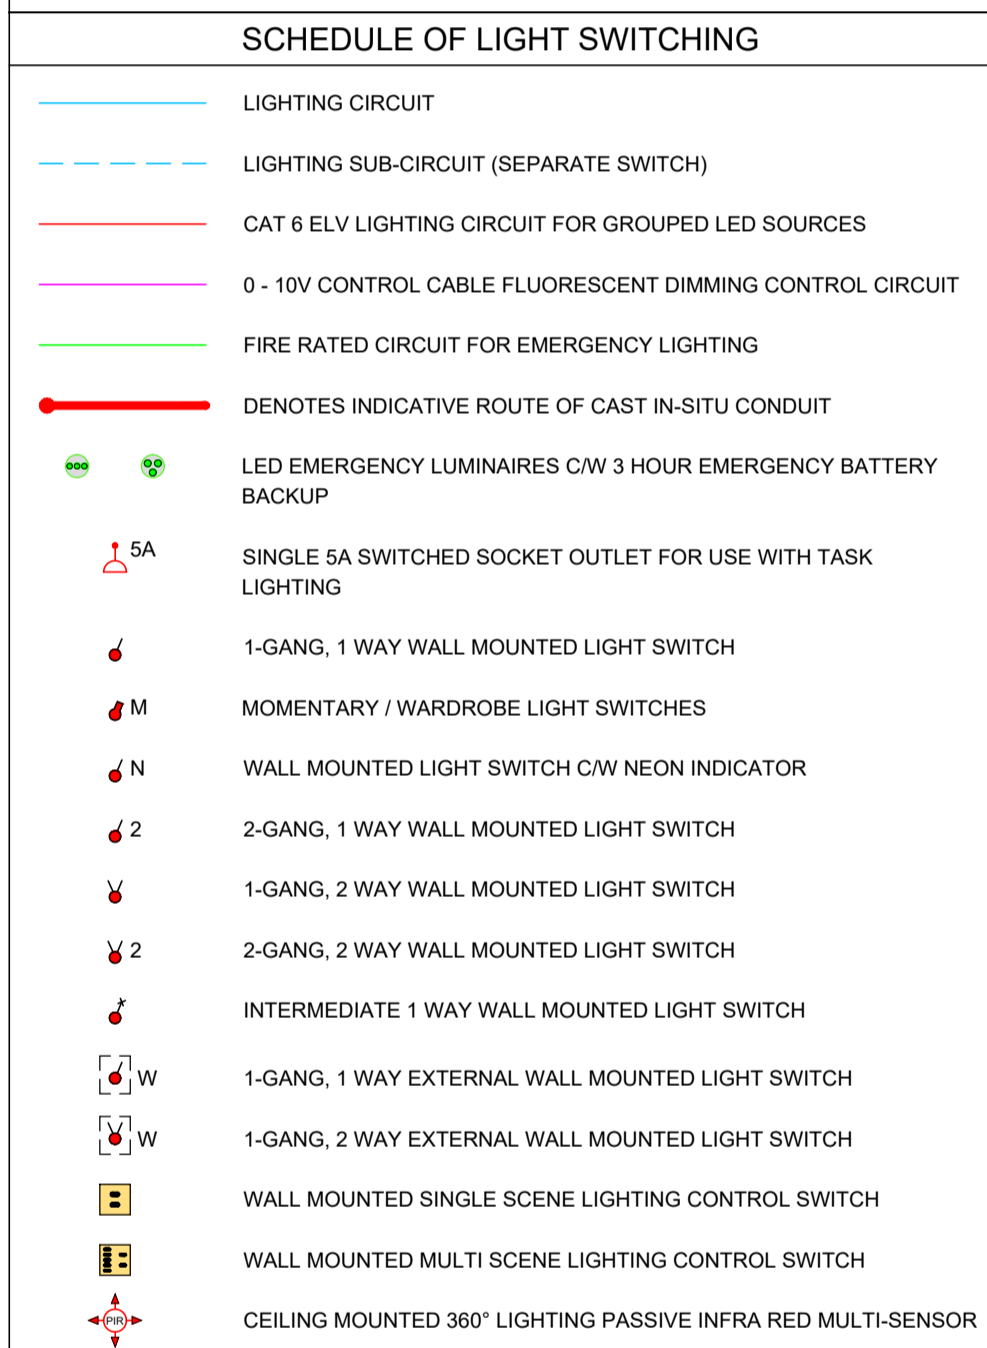 SCHEDULE OF LIGHT SWITCHING
LIGHTING CIRCUIT
LIGHTING SUB-CIRCUIT (SEPARATE SWITCH)
CAT 6 ELV LIGHTING CIRCUIT FOR GROUPED LED SOURCES
0 - 10V CONTROL CABLE FLUORESCENT DIMMING CONTROL CIRCUIT
FIRE RATED CIRCUIT FOR EMERGENCY LIGHTING
DENOTES INDICATIVE ROUTE OF CAST IN-SITU CONDUIT
LED EMERGENCY LUMINAIRES C/W 3 HOUR EMERGENCY BATTERY
BACKUP
5A SINGLE 5A SWITCHED SOCKET OUTLET FOR USE WITH TASK
LIGHTING
1-GANG, 1 WAY WALL MOUNTED LIGHT SWITCH
M MOMENTARY / WARDROBE LIGHT SWITCHES
N WALL MOUNTED LIGHT SWITCH C/W NEON INDICATOR
2 2-GANG, 1 WAY WALL MOUNTED LIGHT SWITCH
1-GANG, 2 WAY WALL MOUNTED LIGHT SWITCH
2 2-GANG, 2 WAY WALL MOUNTED LIGHT SWITCH
INTERMEDIATE 1 WAY WALL MOUNTED LIGHT SWITCH
W 1-GANG, 1 WAY EXTERNAL WALL MOUNTED LIGHT SWITCH
W 1-GANG, 2 WAY EXTERNAL WALL MOUNTED LIGHT SWITCH
WALL MOUNTED SINGLE SCENE LIGHTING CONTROL SWITCH
WALL MOUNTED MULTI SCENE LIGHTING CONTROL SWITCH
PIR CEILING MOUNTED 360° LIGHTING PASSIVE INFRA RED MULTI-SENSOR